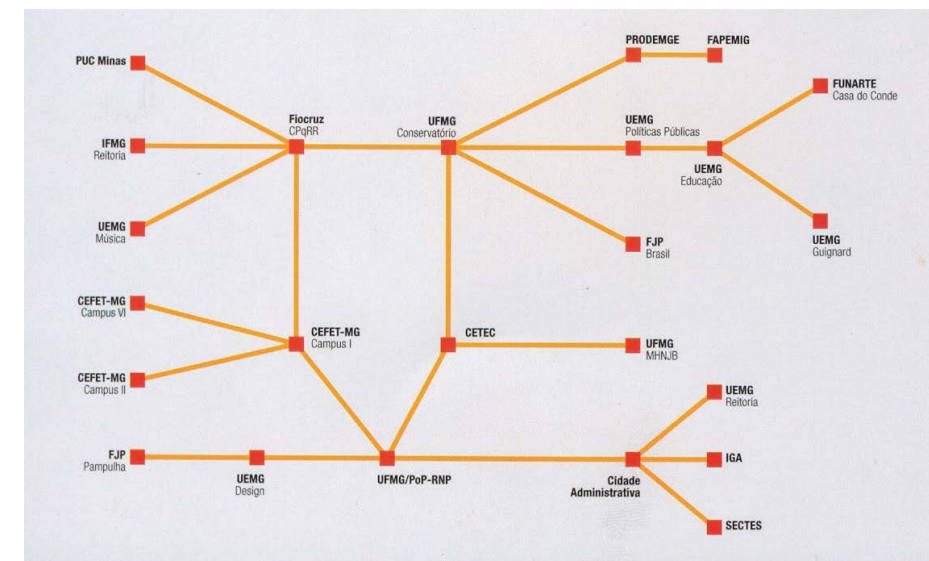 PRODEMGE
FAPEMIG
PUC Minas
FUNARTE
Casa do Conde
Fiocruz
CPqRR
UFMG
Conservatório
UEMG
Políticas Públicas
IFMG
Reitoria
UEMG
Educação
UEMG
Música
FJP
Brasil
UEMG
Guignard
CEFET-MG
Campus VI
CEFET-MG
Campus I
CETEC
UFMG
MHNJB
CEFET-MG
Campus II
UEMG
Reitoria
FJP
Pampulha
UEMG
Design
UFMG/PoP-RNP
Cidade
Administrativa
IGA
SECTES